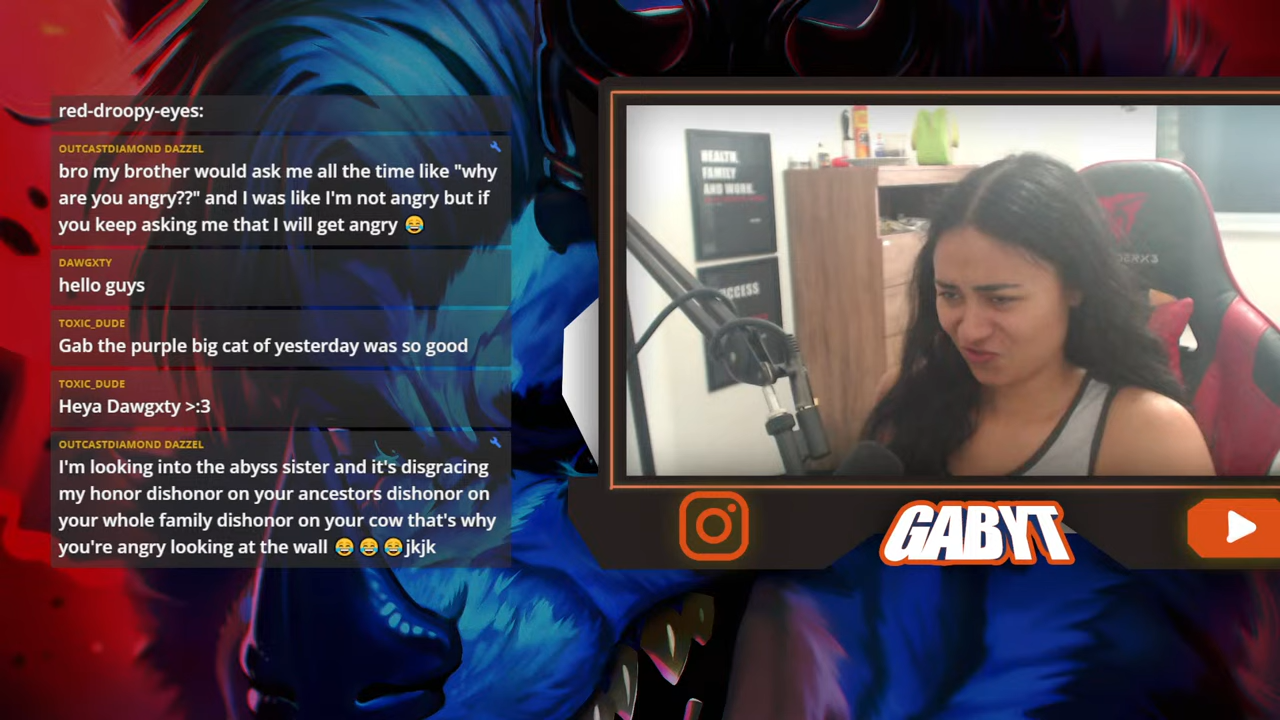 red-droopy-eyes:
OUTCASTDIAMOND DAZZEL
bro my brother would ask me all the time like "why
are you angry??" and I was like I'm not angry but if
you keep asking me that I will get angry 😂
DAWGXTY
hello guys
TOXIC_DUDE
Gab the purple big cat of yesterday was so good
TOXIC_DUDE
Heya Dawgxty >:3
OUTCASTDIAMOND DAZZEL
I'm looking into the abyss sister and it's disgracing
my honor dishonor on your ancestors dishonor on
your whole family dishonor on your cow that's why
you're angry looking at the wall 😂 😂 😂jkjk
HEALTH,
FAMILY
AND WORK.
GABYT